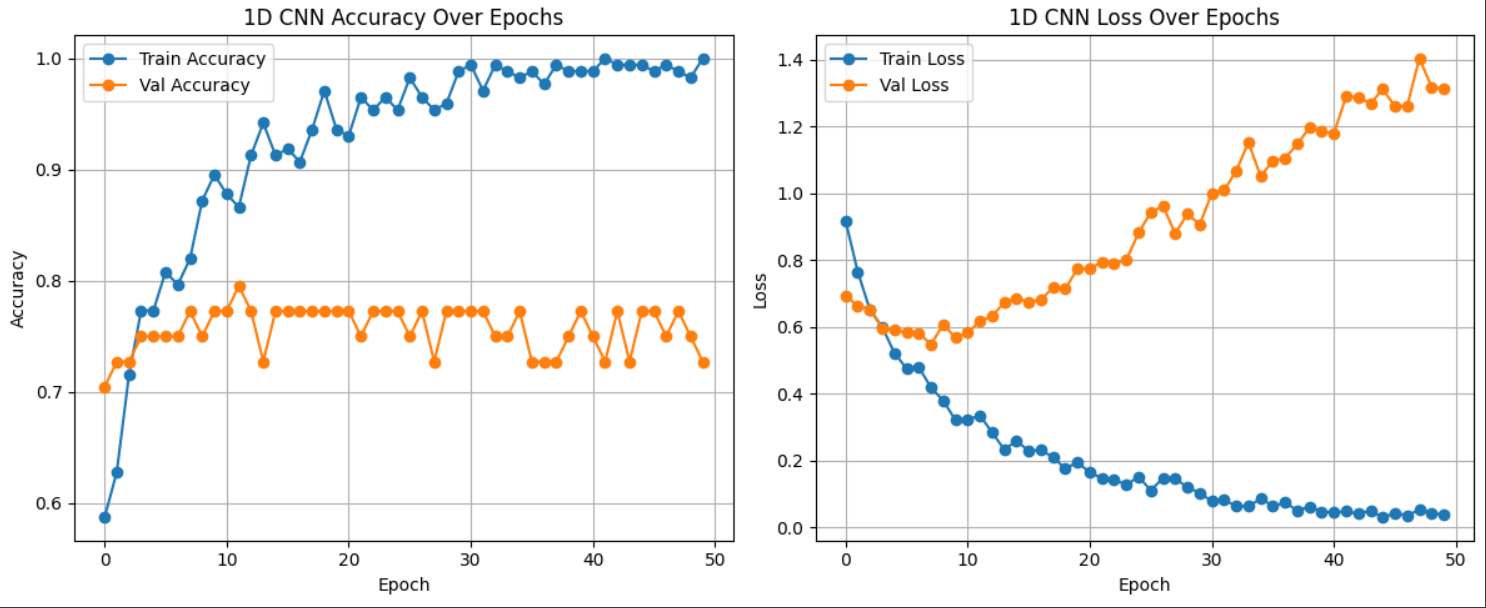 1D CNN Accuracy Over Epochs
Train Accuracy
Val Accuracy
1.0
0.9
0.8
0.7
0.6
Accuracy
0
10
20
30
40
50
Epoch
1D CNN Loss Over Epochs
Train Loss
Val Loss
1.4
1.2
1.0
0.8
0.6
0.4
0.2
0.0
Loss
0
10
20
30
40
50
Epoch